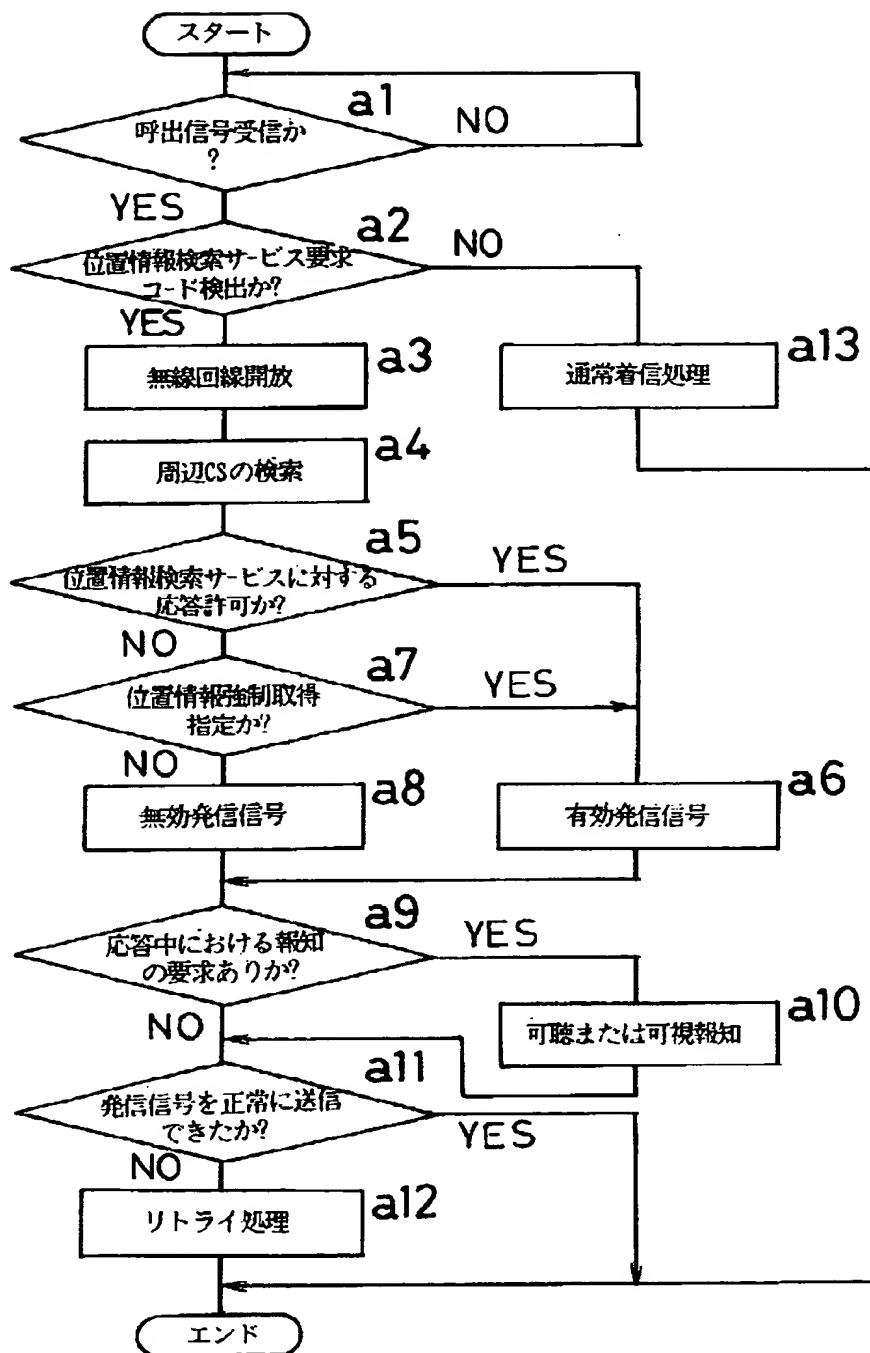 スタート
a1
呼出信号受信か
?
NO
YES
a2
位置情報検索サービス要求
コード検出か?
NO
YES
a3
無線回線開放
a13
通常着信処理
a4
周辺CSの検索
a5
位置情報検索サービスに対する
応答許可か?
YES
NO
a7
位置情報強制取得
指定か?
YES
NO
a8
無効発信信号
a6
有効発信信号
a9
応答中における報知
の要求ありか?
YES
NO
a10
可聴または可視報知
a11
発信信号を正常に送信
できたか?
YES
NO
a12
リトライ処理
エンド